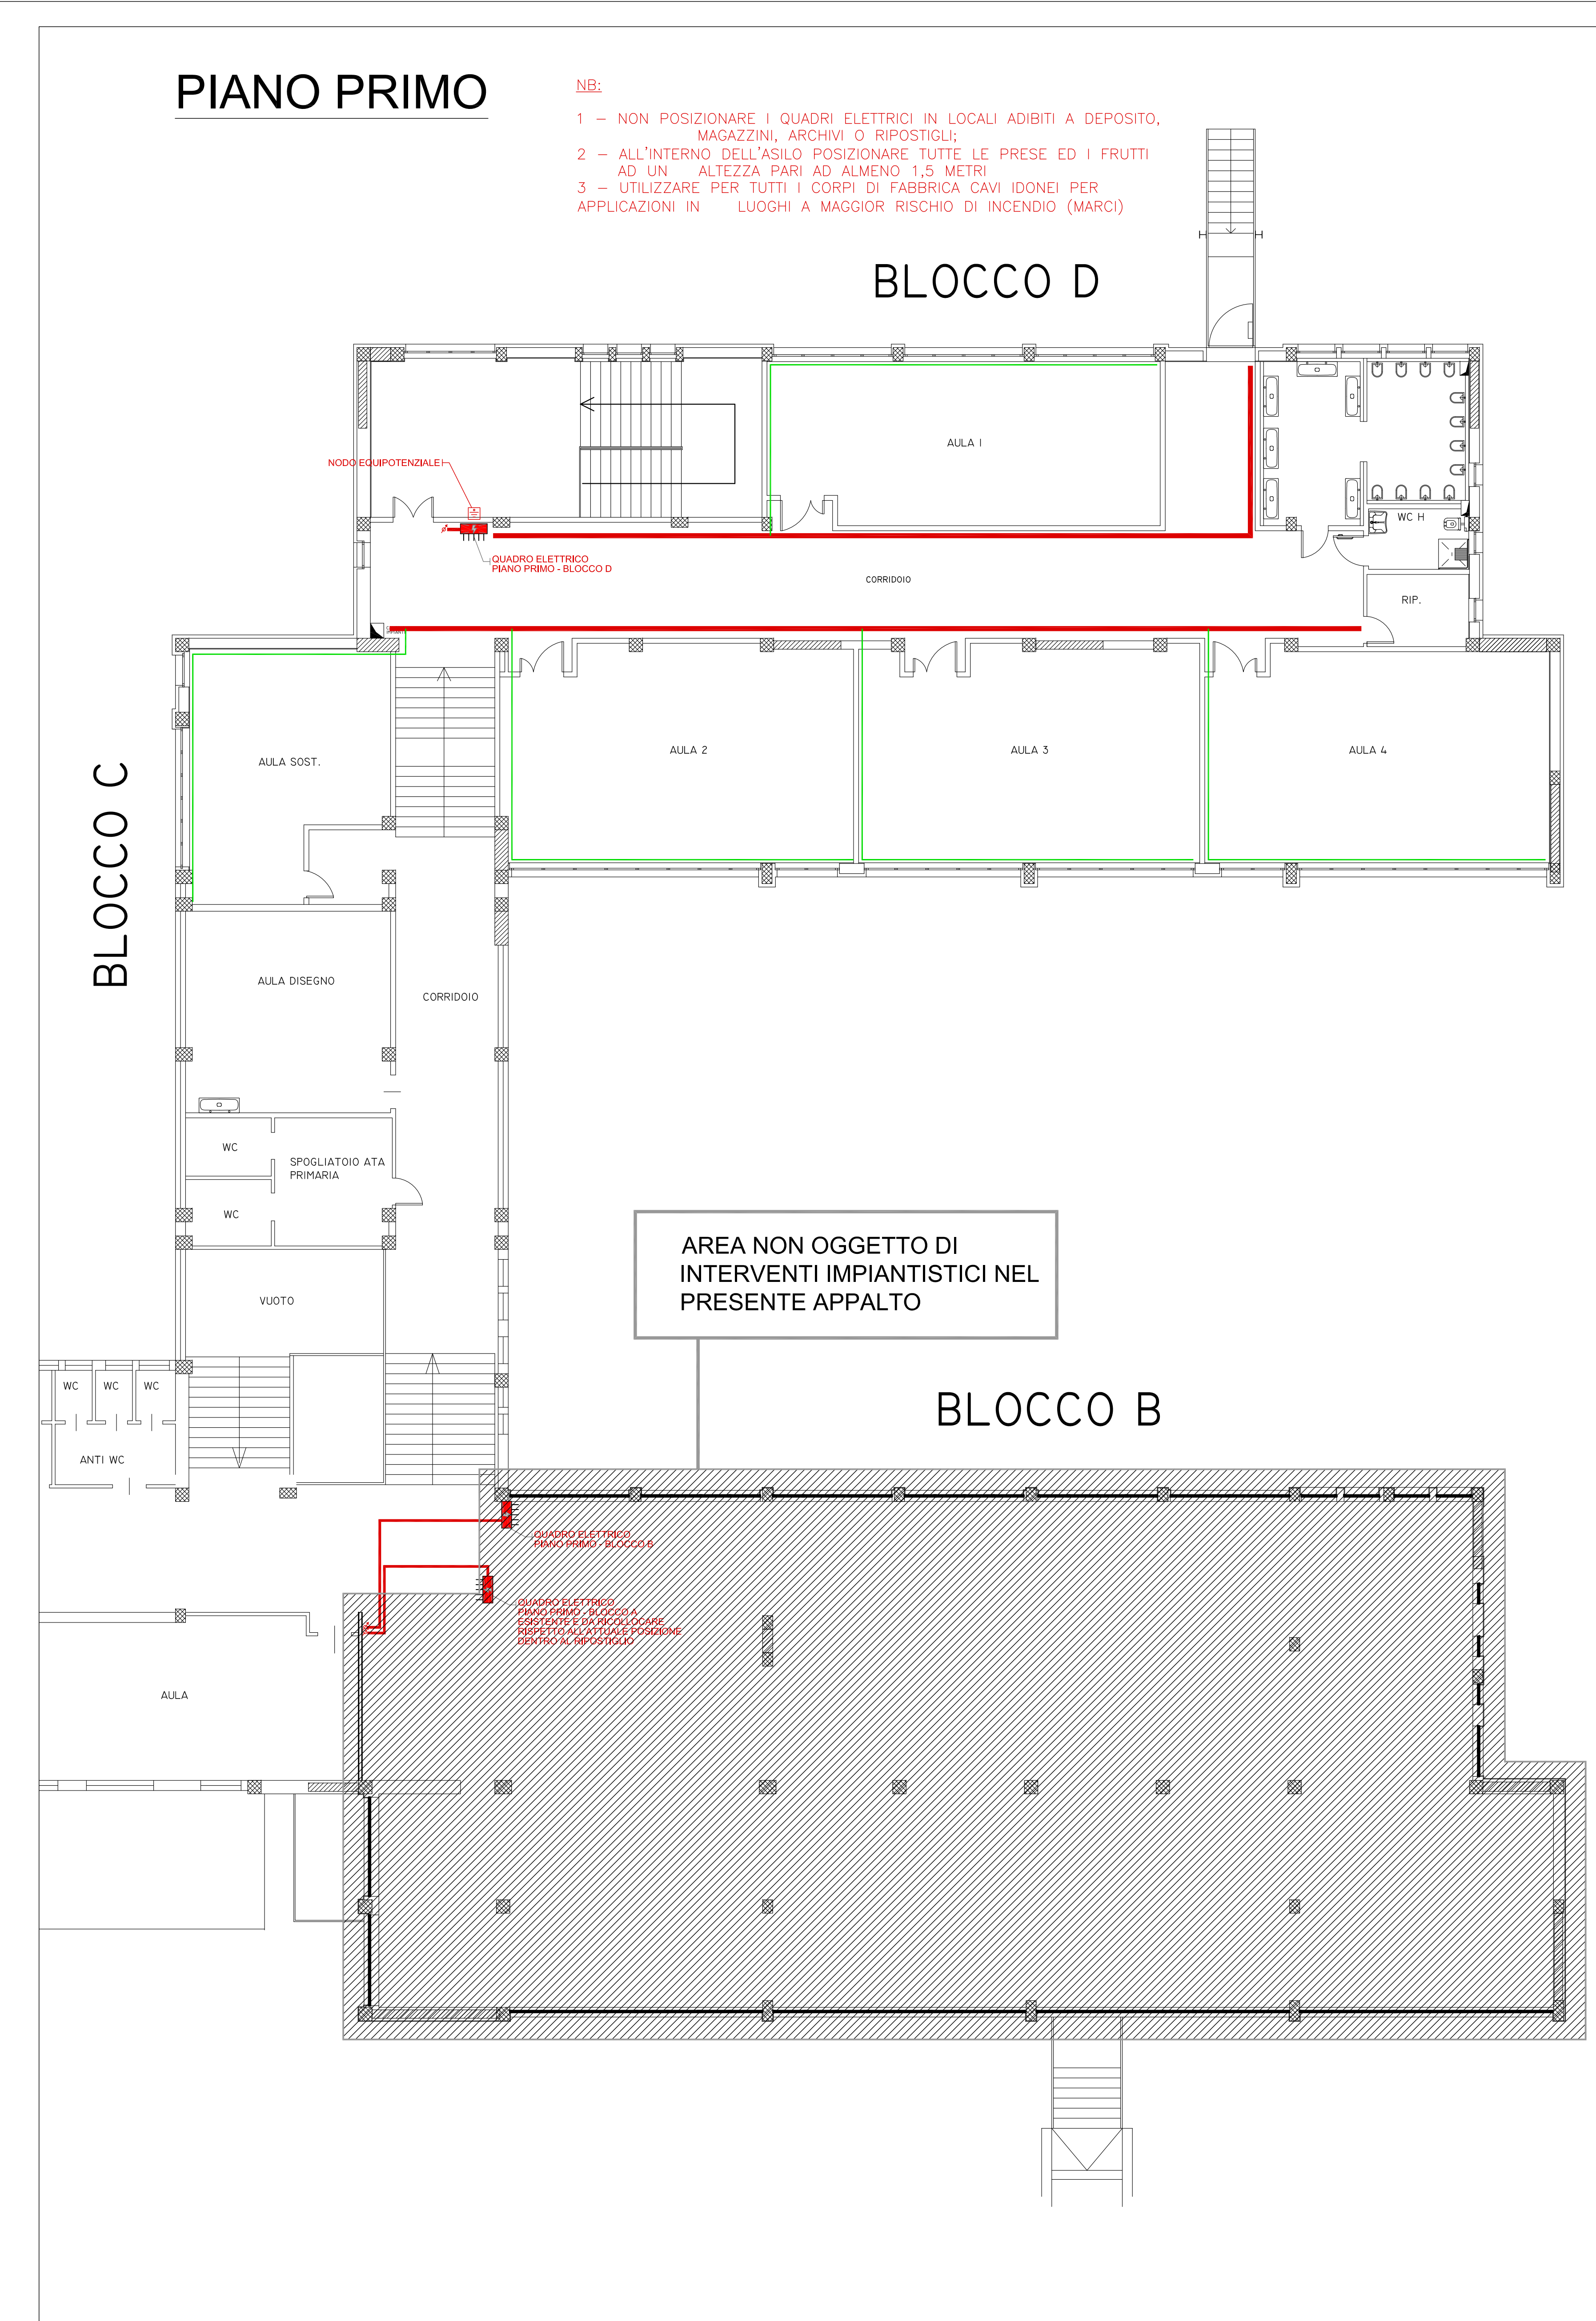 PIANO PRIMO
NB:
1 – NON POSIZIONARE I QUADRI ELETTRICI IN LOCALI ADIBITI A DEPOSITO,
MAGAZZINI, ARCHIVI O RIPOSTIGLI;
2 – ALL'INTERNO DELL'ASILO POSIZIONARE TUTTE LE PRESE ED I FRUTTI
AD UN ALTEZZA PARI AD ALMENO 1,5 METRI
3 – UTILIZZARE PER TUTTI I CORPI DI FABBRICA CAVI IDONEI PER
APPLICAZIONI IN LUOGHI A MAGGIOR RISCHIO DI INCENDIO (MARCI)
BLOCCO D
AULA 1
NODO EQUIPOTENZIALE
WC H
QUADRO ELETTRICO
PIANO PRIMO - BLOCCO D
CORRIDOIO
RIP.
AULA 2
AULA 3
AULA 4
AULA SOST.
BLOCCO C
AULA DISEGNO
CORRIDOIO
WC
SPOGLIATOIO ATA
PRIMARIA
WC
AREA NON OGGETTO DI
INTERVENTI IMPIANTISTICI NEL
PRESENTE APPALTO
VUOTO
WC
WC
WC
BLOCCO B
ANTI WC
QUADRO ELETTRICO
PIANO PRIMO - BLOCCO B
QUADRO ELETTRICO
PIANO PRIMO - BLOCCO A
ESISTENTE E DA RICOLLOCARE
RISPETTO ALL'ATTUALE POSIZIONE
DENTRO AL RIPOSTIGLIO
AULA